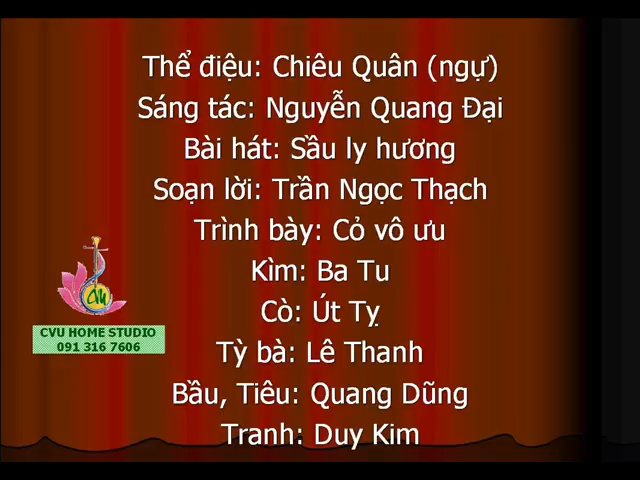 Thể điệu: Chiêu Quân (ngự)
Sáng tác: Nguyễn Quang Đại
Bài hát: Sầu ly hương
Soạn lời: Trần Ngọc Thạch
Trình bày: Cỏ vô ưu
Kìm: Ba Tu
Cò: Út Tỵ
Tỳ bà: Lê Thanh
Bầu, Tiêu: Quang Dũng
Tranh: Duy Kim
CVU
CVU HOME STUDIO
091 316 7606